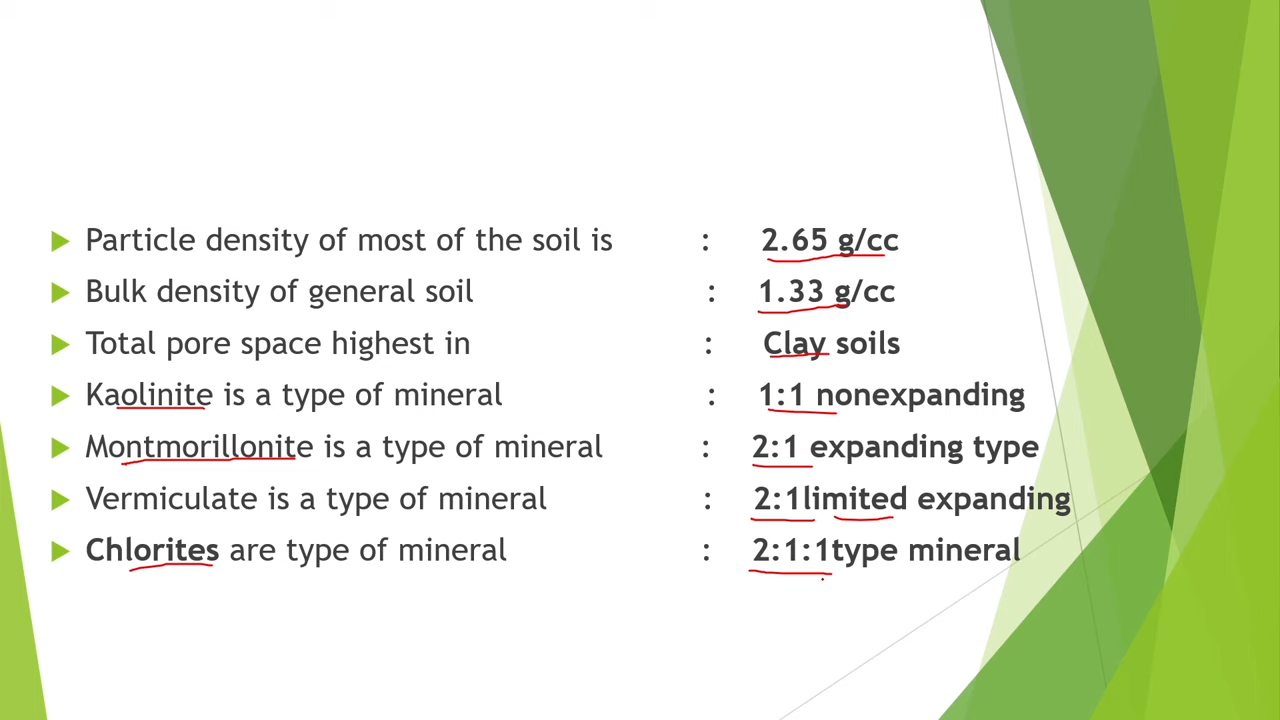 Particle density of most of the soil is : 2.65 g/cc
Bulk density of general soil : 1.33 g/cc
Total pore space highest in : Clay soils
Kaolinite is a type of mineral : 1:1 nonexpanding
Montmorillonite is a type of mineral : 2:1 expanding type
Vermiculate is a type of mineral : 2:1limited expanding
Chlorites are type of mineral : 2:1:1type mineral